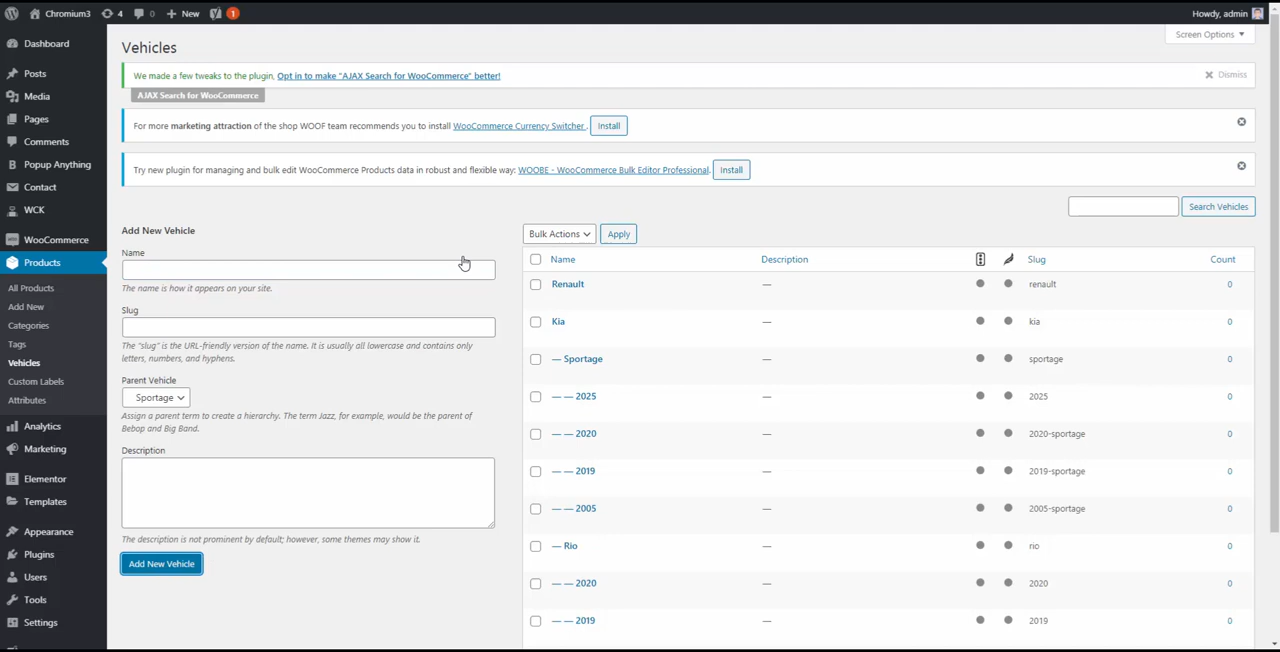 Chromium3 4 0 New 1 Howdy, admin
Screen Options
Dashboard
Posts
Media
Pages
Comments
Popup Anything
Contact
WCK
WooCommerce
Products
All Products
Add New
Categories
Tags
Vehicles
Custom Labels
Attributes
Analytics
Marketing
Elementor
Templates
Appearance
Plugins
Users
Tools
Settings
Vehicles
We made a few tweaks to the plugin, Opt in to make "AJAX Search for WooCommerce" better! Dismiss
AJAX Search for WooCommerce
For more marketing attraction of the shop WOOF team recommends you to install WooCommerce Currency Switcher . Install
Try new plugin for managing and bulk edit WooCommerce Products data in robust and flexible way: WOOBE - WooCommerce Bulk Editor Professional. Install
Search Vehicles
Add New Vehicle
Name
The name is how it appears on your site.
Slug
The "slug" is the URL-friendly version of the name. It is usually all lowercase and contains only
letters, numbers, and hyphens.
Parent Vehicle
Sportage
Assign a parent term to create a hierarchy. The term Jazz, for example, would be the parent of
Bebop and Big Band.
Description
The description is not prominent by default; however, some themes may show it.
Add New Vehicle
Bulk Actions Apply
Name Description Slug Count
Renault — renault 0
Kia — kia 0
— Sportage — sportage 0
— — 2025 — 2025 0
— — 2020 — 2020-sportage 0
— — 2019 — 2019-sportage 0
— — 2005 — 2005-sportage 0
— Rio — rio 0
— — 2020 — 2020 0
— — 2019 — 2019 0